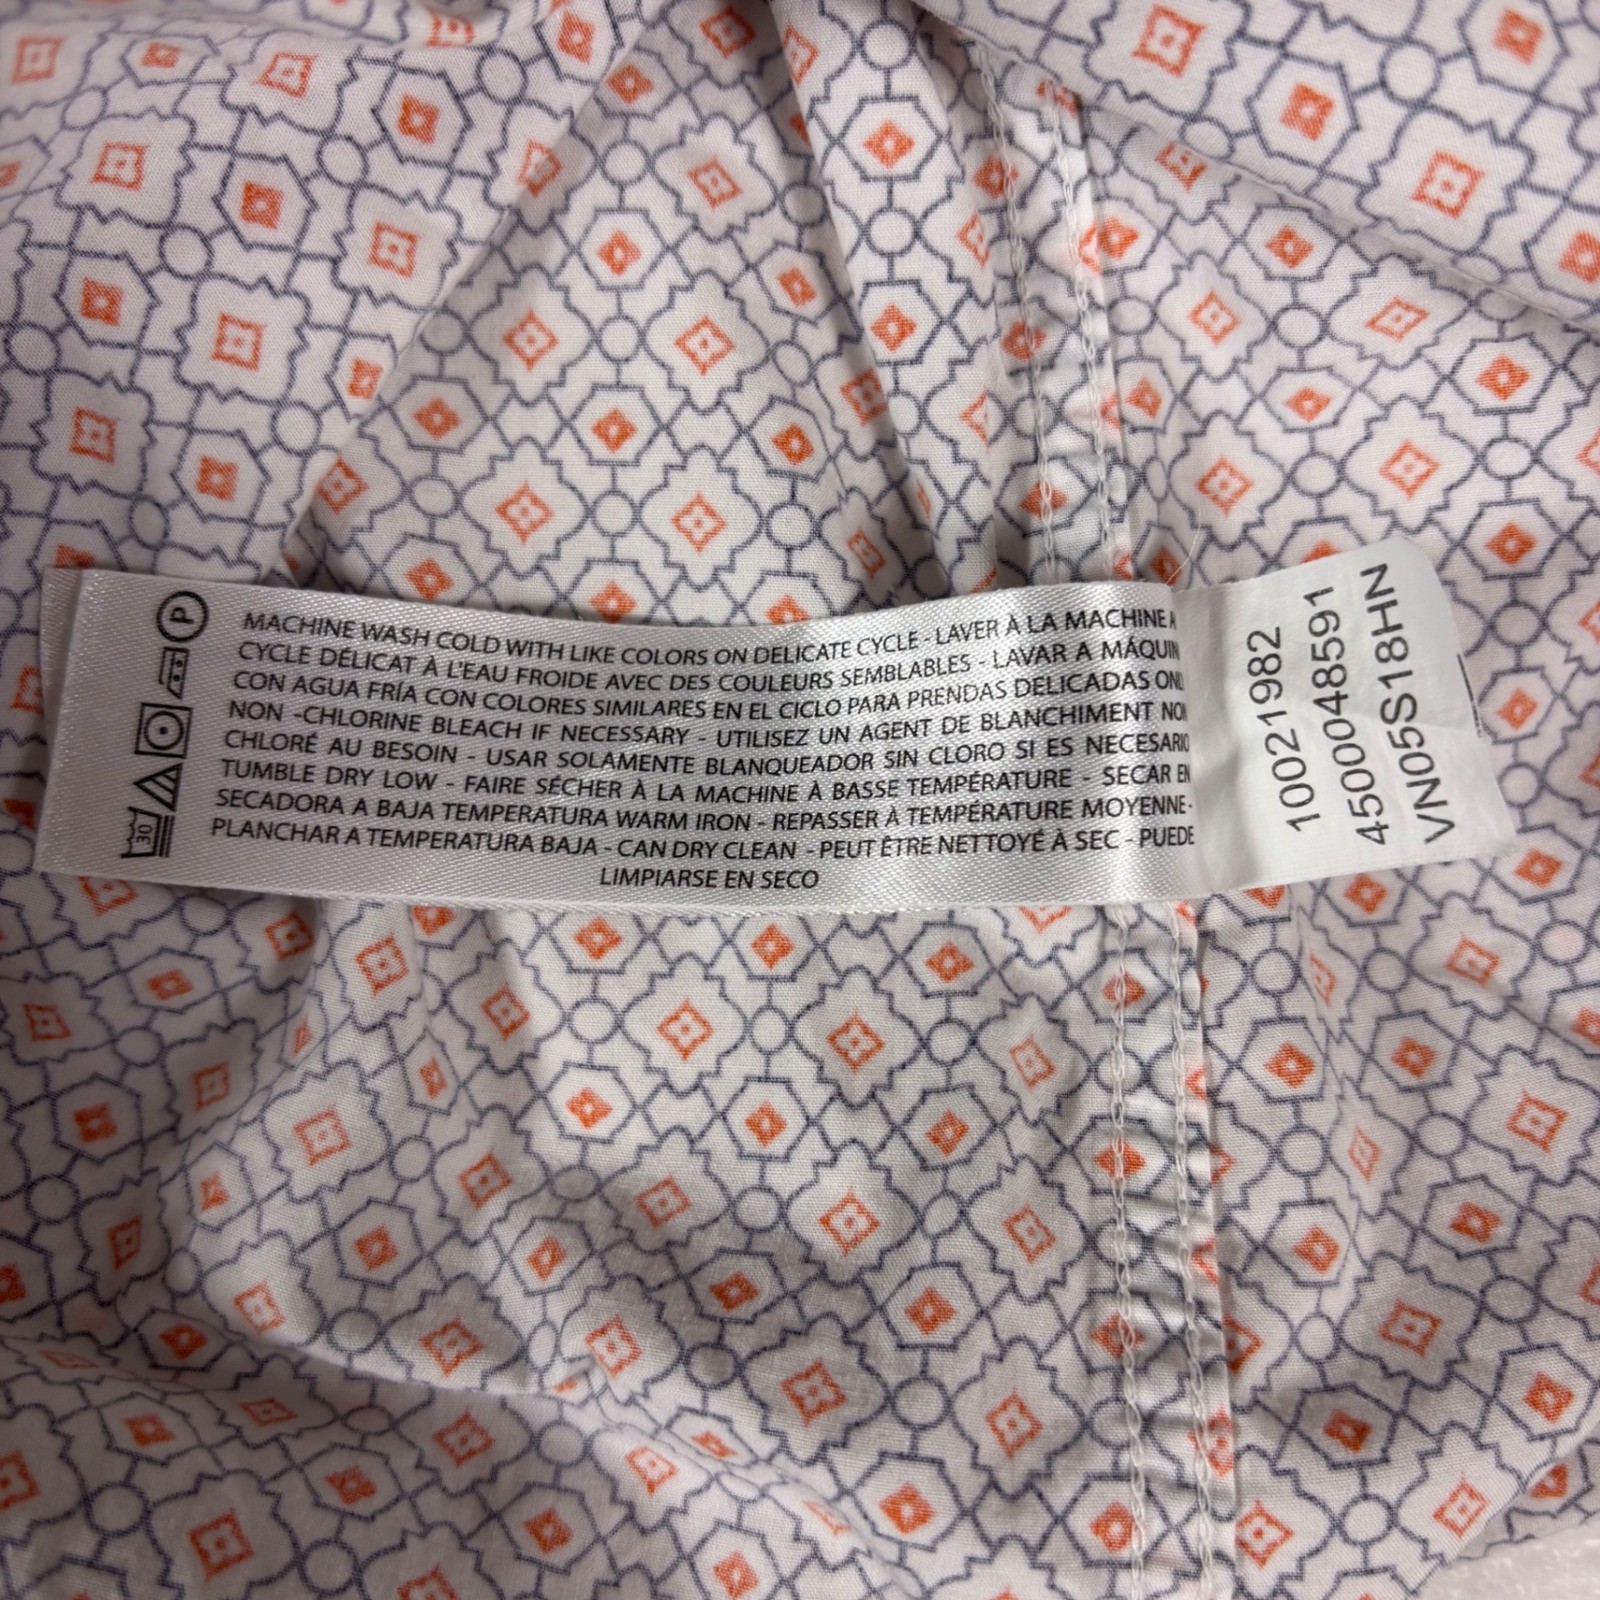 MACHINE WASH COLD WITH LIKE COLORS ON DELICATE CYCLE - LAVER À LA MACHINE A
CYCLE DÉLICAT À L'EAU FROIDE AVEC DES COULEURS SEMBLABLES - LAVAR A MÁQUIN
CON AGUA FRÍA CON COLORES SIMILARES EN EL CICLO PARA PRENDAS DELICADAS ONL
NON -CHLORINE BLEACH IF NECESSARY - UTILISEZ UN AGENT DE BLANCHIMENT NON
CHLORÉ AU BESOIN - USAR SOLAMENTE BLANQUEADOR SIN CLORO SI ES NECESARIO
TUMBLE DRY LOW - FAIRE SÉCHER À LA MACHINE À BASSE TEMPÉRATURE - SECAR EN
SECADORA A BAJA TEMPERATURA WARM IRON - REPASSER À TEMPÉRATURE MOYENNE-
PLANCHAR A TEMPERATURA BAJA - CAN DRY CLEAN - PEUT ÊTRE NETTOYÉ À SEC - PUEDE
LIMPIARSE EN SECO
P
30
10021982
4500048591
VN05S18HN